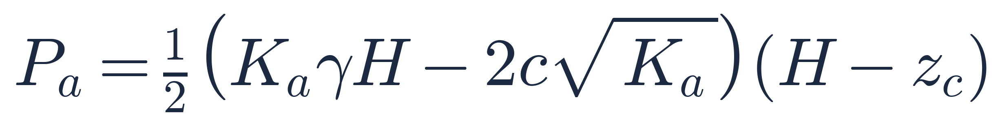 $P_a = \frac{1}{2} \left( K_a \gamma H - 2c\sqrt{K_a} \right) (H - z_c)$